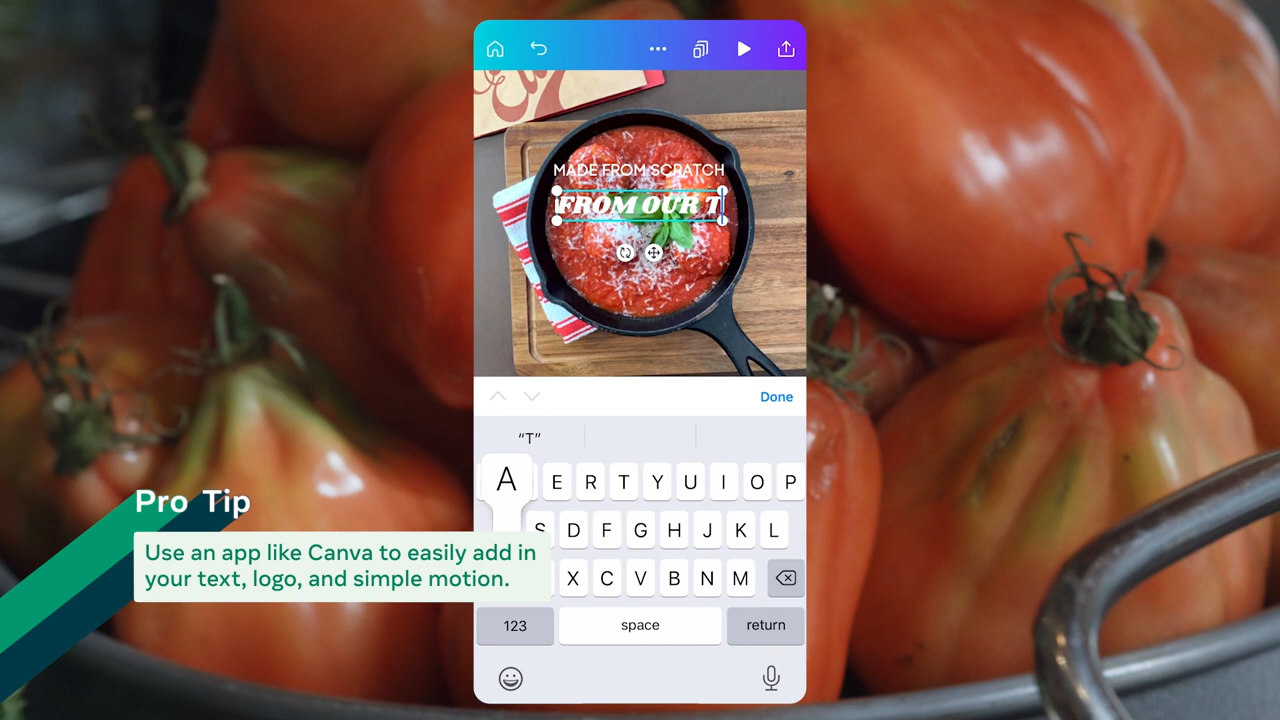 MADE FROM SCRATCH
FROM OUR T
Done
“T”
A
E R T Y U I O P
S D F G H J K L
X C V B N M
123 space return
Pro Tip
Use an app like Canva to easily add in
your text, logo, and simple motion.